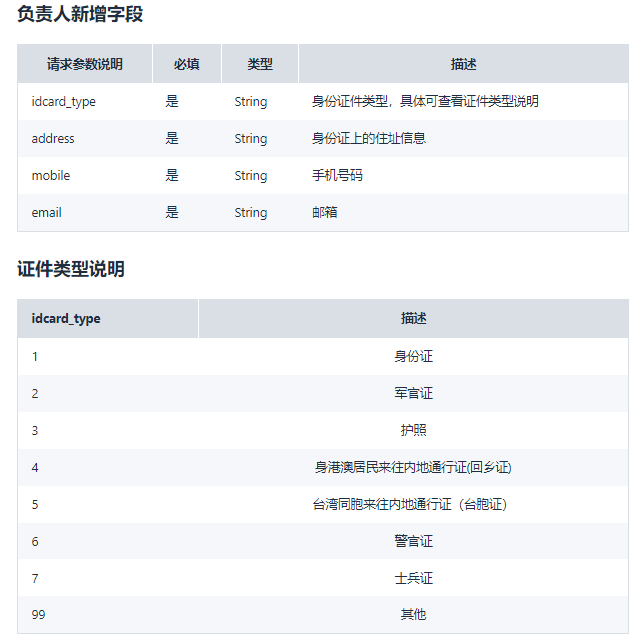 负责人新增字段
请求参数说明 必填 类型 描述
idcard_type 是 String 身份证件类型，具体可查看证件类型说明
address 是 String 身份证上的住址信息
mobile 是 String 手机号码
email 是 String 邮箱
证件类型说明
idcard_type 描述
1 身份证
2 军官证
3 护照
4 身港澳居民来往内地通行证(回乡证)
5 台湾同胞来往内地通行证（台胞证）
6 警官证
7 士兵证
99 其他